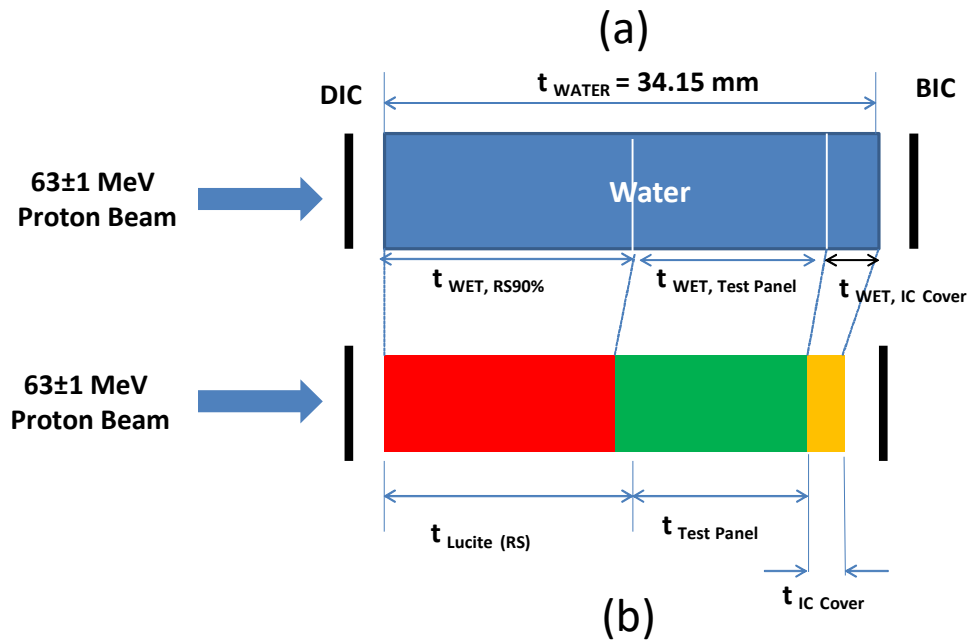 (a)
t WATER = 34.15 mm
DIC
BIC
63±1 MeV
Proton Beam
Water
t WET, RS90%
t WET, Test Panel
t WET, IC Cover
63±1 MeV
Proton Beam
t Lucite (RS)
t Test Panel
t IC Cover
(b)